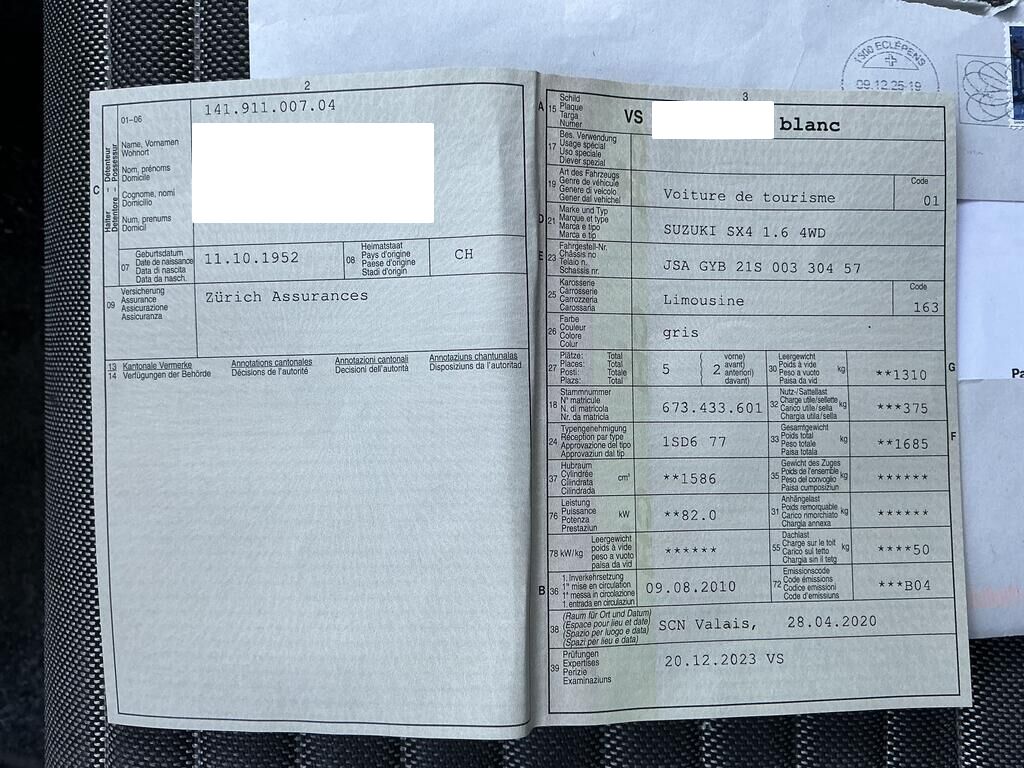 1300 ECLÉPENS
09.12.25-19
2
141.911.007.04
01-06
Name, Vornamen
Wohnort
Nom, prénoms
Domicile
Cognome, nomi
Domicilio
Num, prenums
Domicil
C
Halter – Détenteur
Detentore – Possessur
07
Geburtsdatum
Date de naissance
Data di nascita
Data da nasch.
11.10.1952
08
Heimatstaat
Pays d'origine
Paese d'origine
Stadi d'origin
CH
09
Versicherung
Assurance
Assicurazione
Assicuranza
Zürich Assurances
13
14
Kantonale Vermerke
Verfügungen der Behörde
Annotations cantonales
Décisions de l'autorité
Annotazioni cantonali
Decisioni dell'autorità
Annotaziuns chantunalas
Disposiziuns da l'autoritad
3
A
15
Schild
Plaque
Targa
Numer
VS
blanc
17
Bes. Verwendung
Usage spécial
Uso speciale
Diever spezial
19
Art des Fahrzeugs
Genre de véhicule
Genere di veicolo
Gener dal vehichel
Voiture de tourisme
Code
01
D
21
Marke und Typ
Marque et type
Marca e tipo
Marca e tip
SUZUKI SX4 1.6 4WD
E
23
Fahrgestell-Nr.
Châssis no
Telaio n.
Schassis nr.
JSA GYB 21S 003 304 57
25
Karosserie
Carrosserie
Carrozzeria
Carossaria
Limousine
Code
163
26
Farbe
Couleur
Colore
Colur
gris
27
Plätze: Total
Places: Total
Posti: Totale
Plazs: Total
5
2
vorne)
avant)
anteriori)
davant)
30
Leergewicht
Poids à vide
Peso a vuoto
Paisa da vid
kg
**1310
G
18
Stammnummer
N° matricule
N. di matricola
Nr. da matricla
673.433.601
32
Nutz-/Sattellast
Charge utile/sellette
Carico utile/sella
Chargia utila/sella
kg
***375
24
Typengenehmigung
Réception par type
Approvazione del tipo
Approvaziun dal tip
1SD6 77
33
Gesamtgewicht
Poids total
Peso totale
Paisa totala
kg
**1685
F
37
Hubraum
Cylindrée
Cilindrata
Cilindrada
cm³
**1586
35
Gewicht des Zuges
Poids de l'ensemble
Peso del convoglio
Paisa cumposiziun
kg
******
76
Leistung
Puissance
Potenza
Prestaziun
kW
**82.0
31
Anhängelast
Poids remorquable
Carico rimorchiato
Chargia annexa
kg
******
78 kW/kg
Leergewicht
poids à vide
peso a vuoto
paisa da vid
******
55
Dachlast
Charge sur le toit
Carico sul tetto
Chargia sin il tetg
kg
****50
B
36
1. Inverkehrsetzung
1re mise en circulation
1a messa in circolazione
1. entrada en circulaziun
09.08.2010
72
Emissionscode
Code émissions
Codice emissioni
Code d'emissiuns
***B04
38
(Raum für Ort und Datum)
(Espace pour lieu et date)
(Spazio per luogo e data)
(Spazi per lieu e data)
SCN Valais, 28.04.2020
39
Prüfungen
Expertises
Perizie
Examinaziuns
20.12.2023 VS